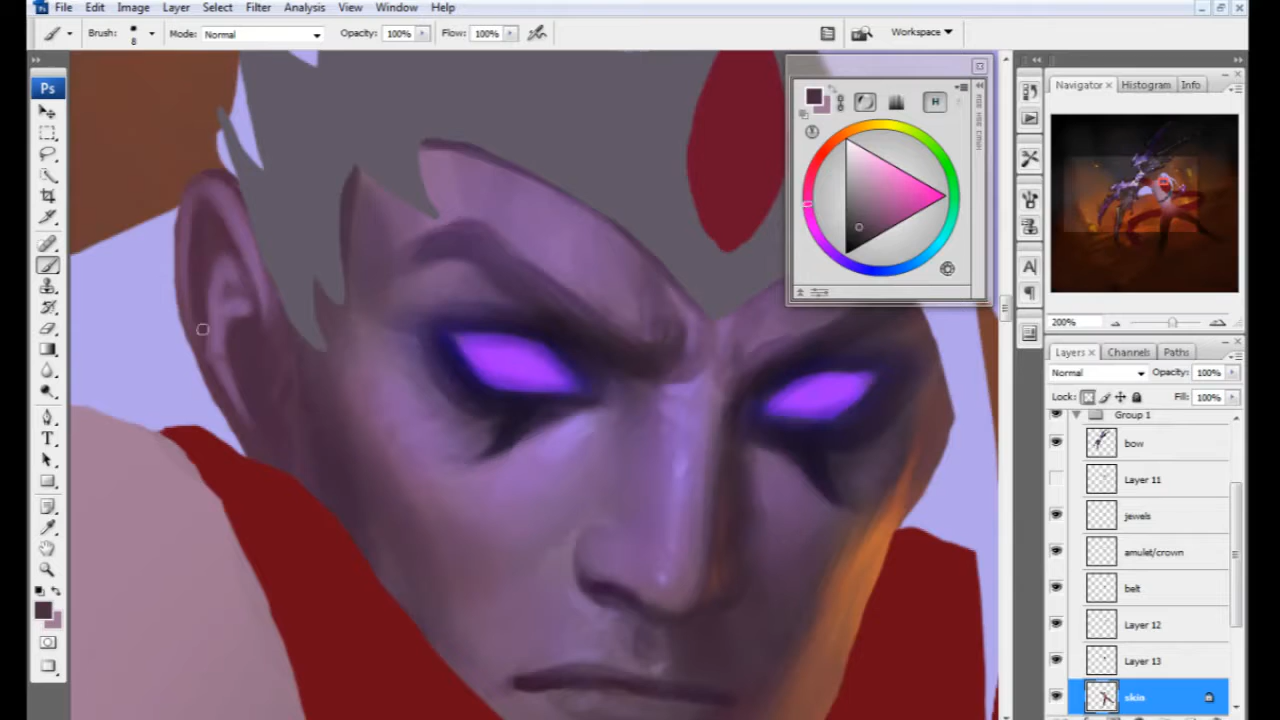 File Edit Image Layer Select Filter Analysis View Window Help
Brush: 8 Mode: Normal Opacity: 100% Flow: 100% Workspace
Ps
H
Navigator Histogram Info
200%
Layers Channels Paths
Normal Opacity: 100%
Lock: Fill: 100%
Group 1
bow
Layer 11
jewels
amulet/crown
belt
Layer 12
Layer 13
skin